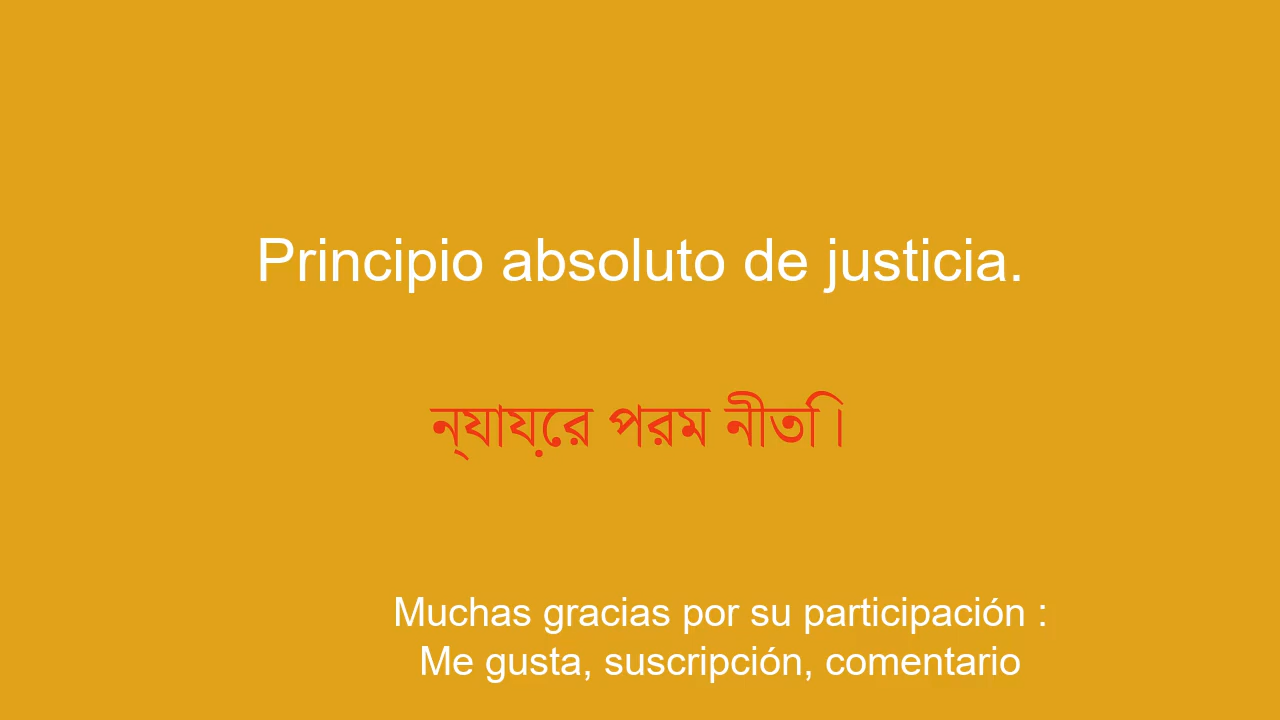 Principio absoluto de justicia.
ন্যায়রে পরম নীতি।
Muchas gracias por su participación :
Me gusta, suscripción, comentario